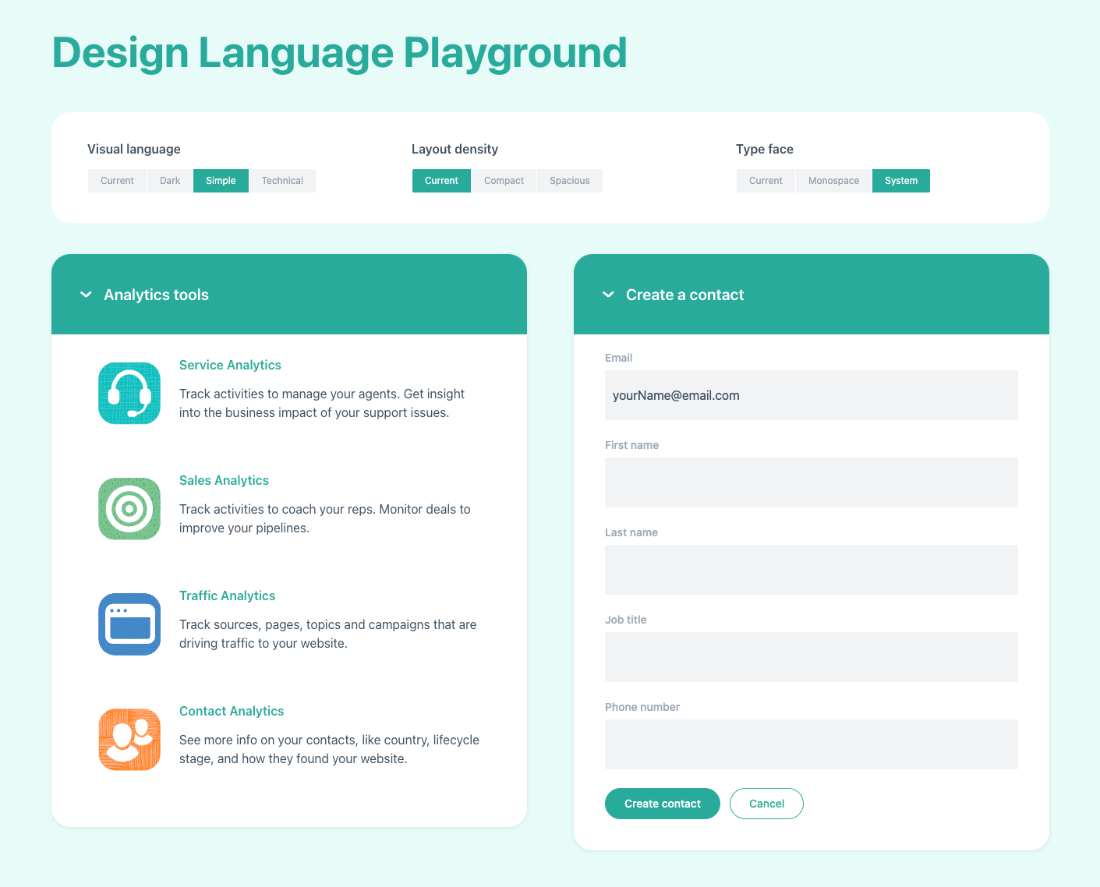 Design Language Playground
Visual language
Current Dark Simple Technical
Layout density
Current Compact Spacious
Type face
Current Monospace System
Analytics tools
Service Analytics
Track activities to manage your agents. Get insight
into the business impact of your support issues.
Sales Analytics
Track activities to coach your reps. Monitor deals to
improve your pipelines.
Traffic Analytics
Track sources, pages, topics and campaigns that are
driving traffic to your website.
Contact Analytics
See more info on your contacts, like country, lifecycle
stage, and how they found your website.
Create a contact
Email
yourName@email.com
First name
Last name
Job title
Phone number
Create contact Cancel